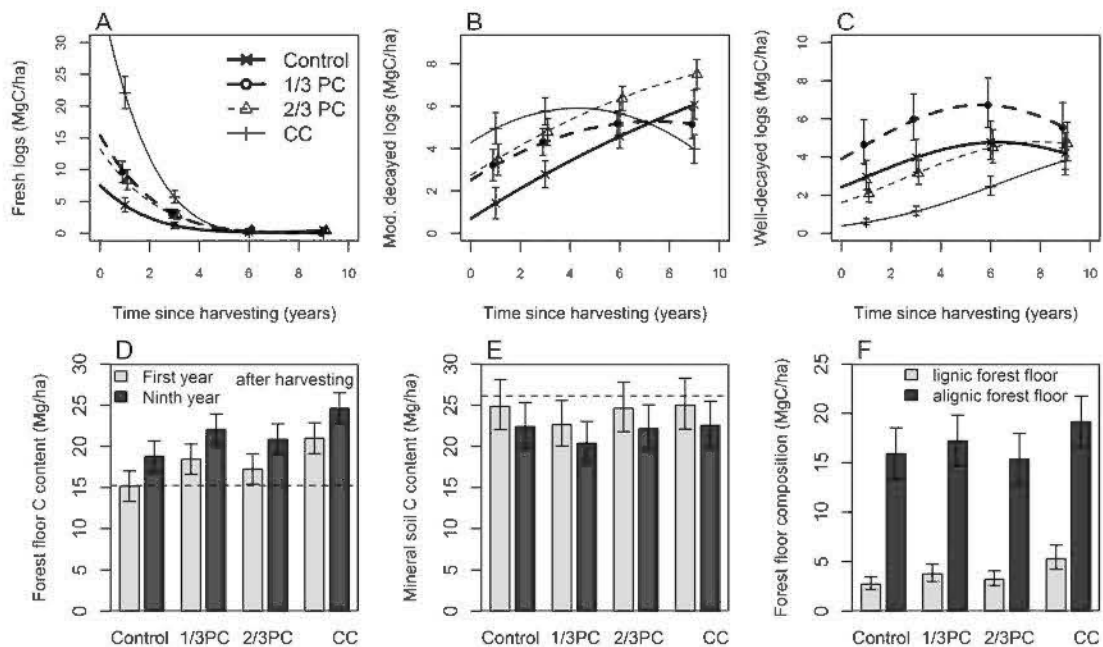 A
Fresh logs (MgC/ha)
0 5 10 15 20 25 30
Control
1/3 PC
2/3 PC
CC
0 2 4 6 8 10
Time since harvesting (years)
B
Mod. decayed logs (MgC/ha)
0 2 4 6 8
0 2 4 6 8 10
Time since harvesting (years)
C
Well-decayed logs (MgC/ha)
0 2 4 6 8 10
0 2 4 6 8 10
Time since harvesting (years)
D
Forest floor C content (Mg/ha)
0 5 10 15 20 25 30
First year after harvesting
Ninth year
Control 1/3PC 2/3PC CC
E
Mineral soil C content (Mg/ha)
0 5 10 15 20 25 30
Control 1/3PC 2/3PC CC
F
Forest floor composition (MgC/ha)
0 5 10 15 20 25
lignic forest floor
alignic forest floor
Control 1/3PC 2/3PC CC